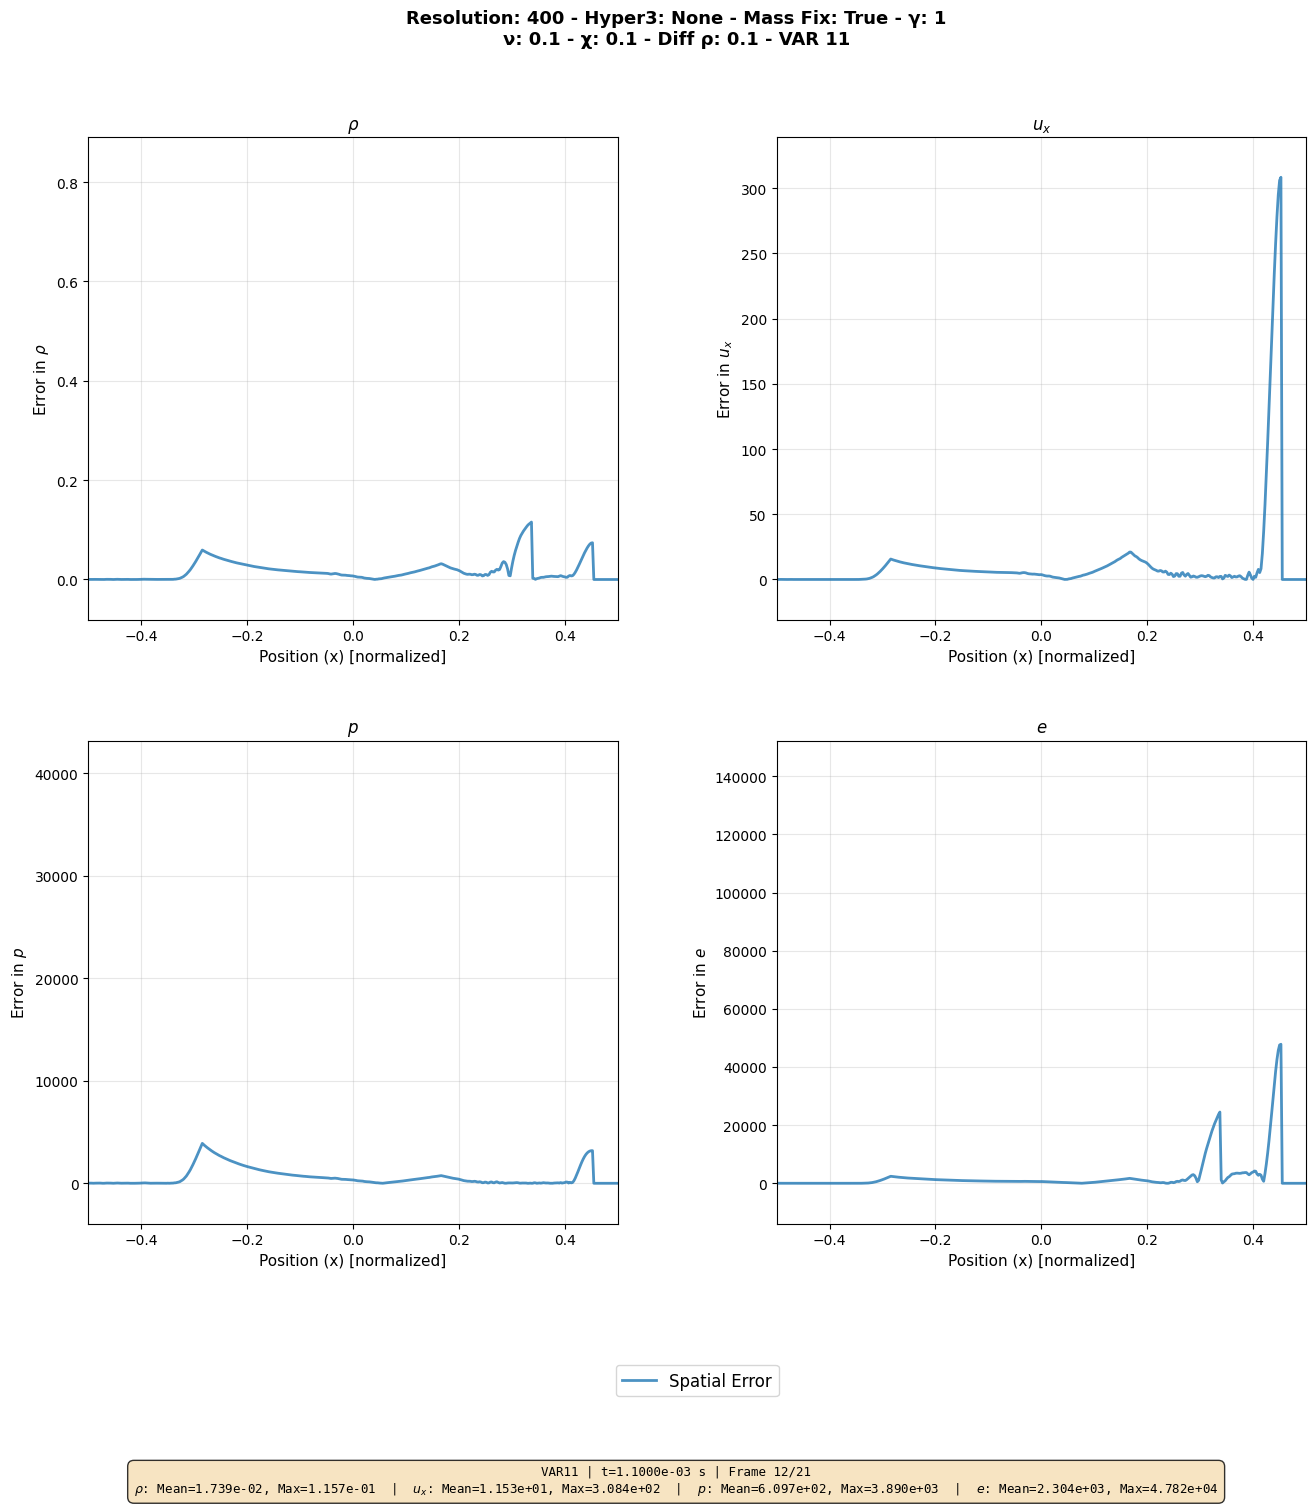 Resolution: 400 - Hyper3: None - Mass Fix: True - γ: 1
ν: 0.1 - χ: 0.1 - Diff ρ: 0.1 - VAR 11
ρ
0.8
0.6
0.4
0.2
0.0
Error in ρ
−0.4 −0.2 0.0 0.2 0.4
Position (x) [normalized]
uₓ
300
250
200
150
100
50
0
Error in uₓ
−0.4 −0.2 0.0 0.2 0.4
Position (x) [normalized]
p
40000
30000
20000
10000
0
Error in p
−0.4 −0.2 0.0 0.2 0.4
Position (x) [normalized]
e
140000
120000
100000
80000
60000
40000
20000
0
Error in e
−0.4 −0.2 0.0 0.2 0.4
Position (x) [normalized]
Spatial Error
VAR11 | t=1.1000e-03 s | Frame 12/21
ρ: Mean=1.739e-02, Max=1.157e-01 | uₓ: Mean=1.153e+01, Max=3.084e+02 | p: Mean=6.097e+02, Max=3.890e+03 | e: Mean=2.304e+03, Max=4.782e+04